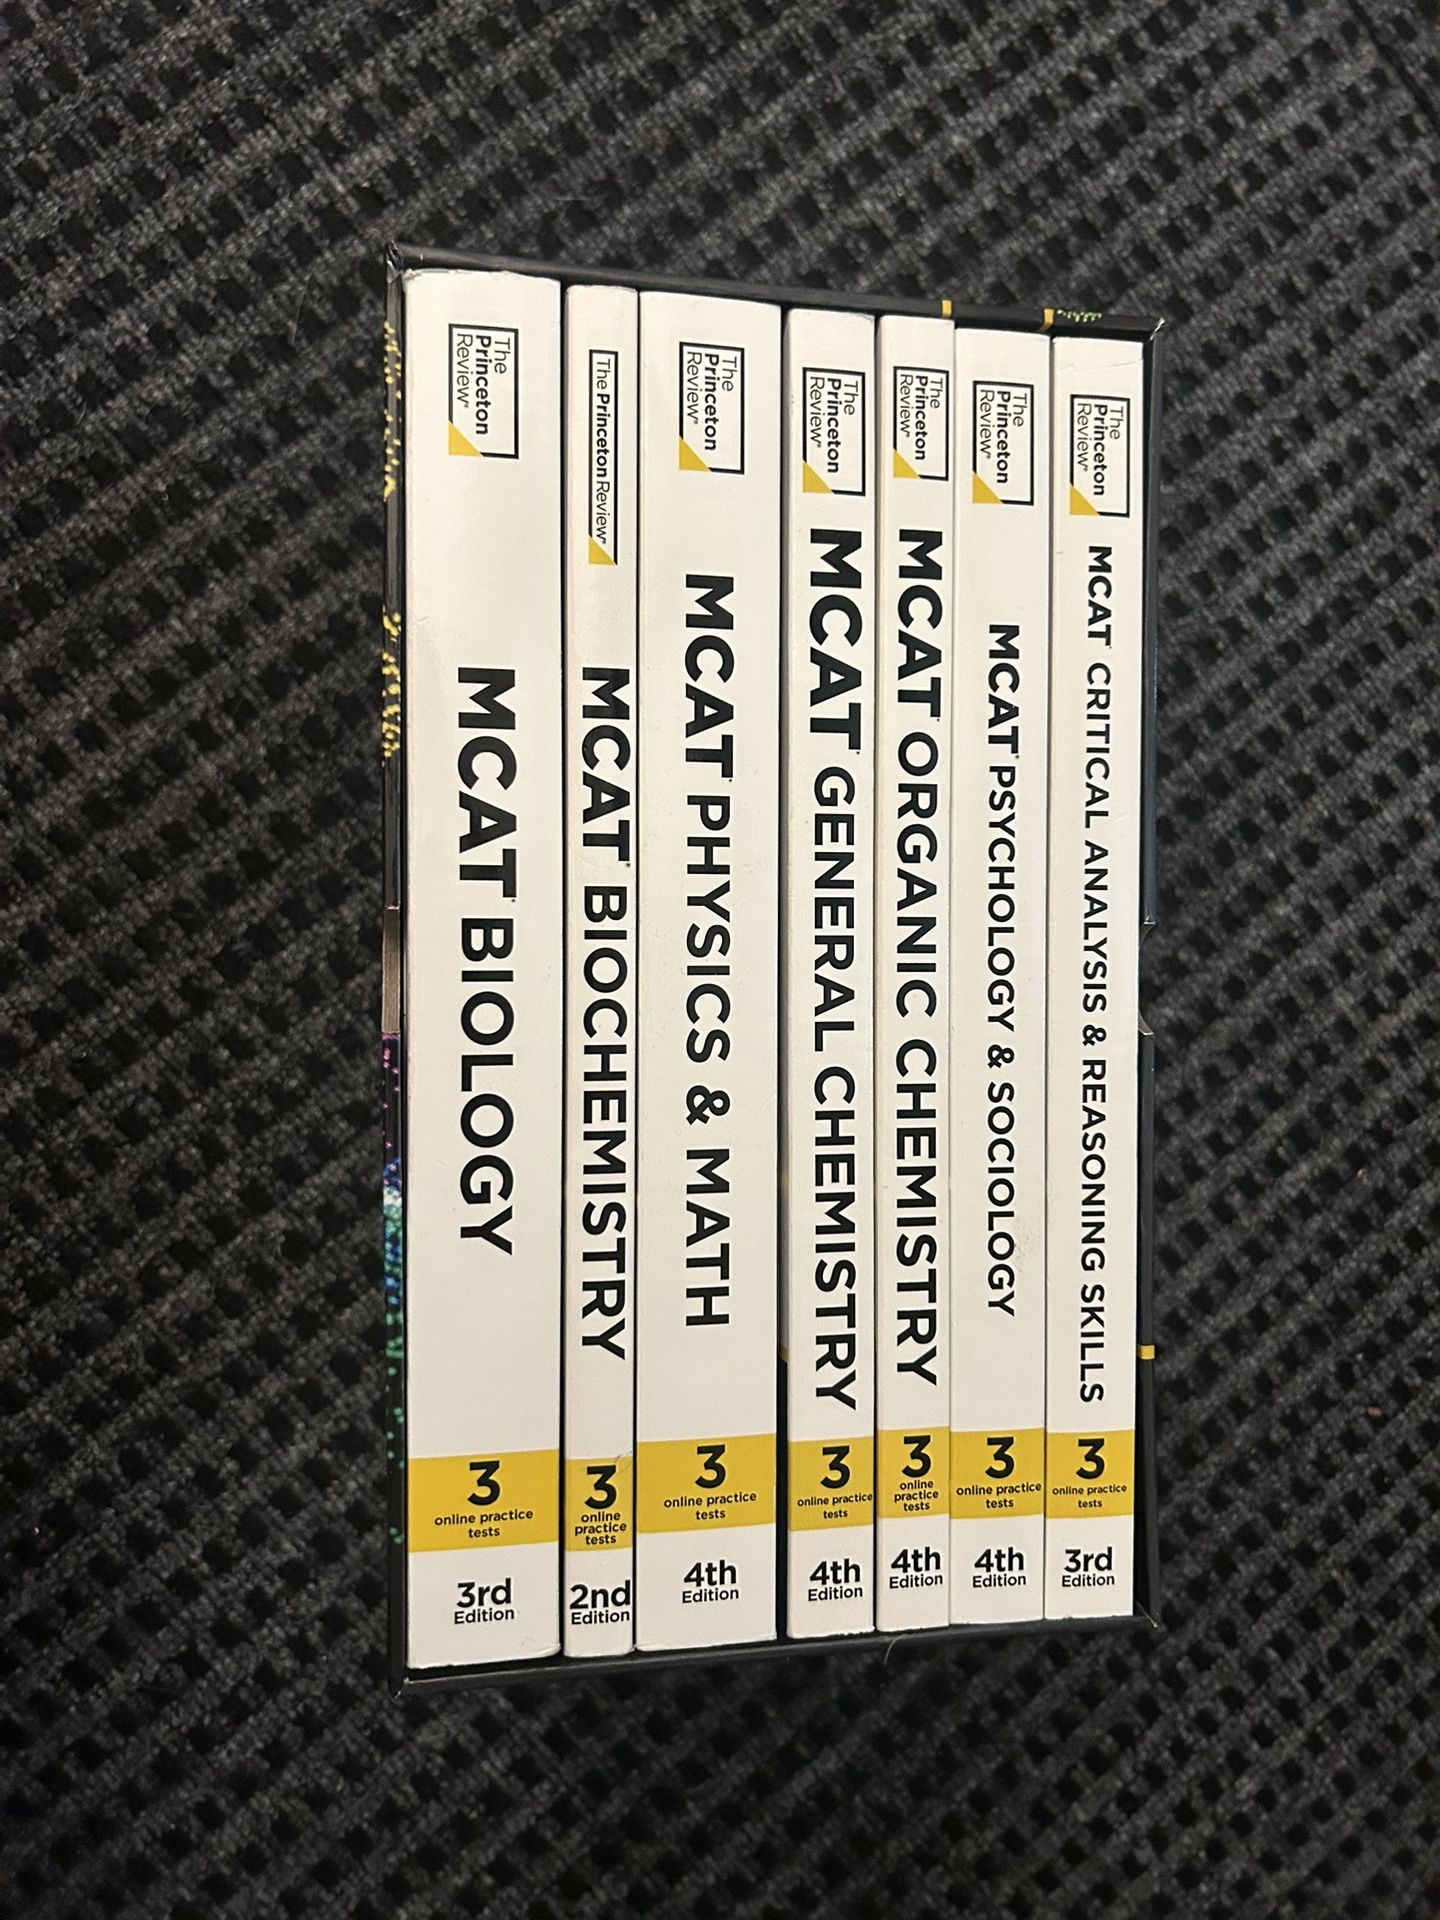 The
Princeton
Review®
MCAT® BIOLOGY
3
online practice
tests
3rd
Edition
The Princeton Review®
MCAT® BIOCHEMISTRY
3
online
practice
tests
2nd
Edition
The
Princeton
Review®
MCAT® PHYSICS & MATH
3
online practice
tests
4th
Edition
The
Princeton
Review®
MCAT® GENERAL CHEMISTRY
3
online practice
tests
4th
Edition
The
Princeton
Review®
MCAT® ORGANIC CHEMISTRY
3
online
practice
tests
4th
Edition
The
Princeton
Review®
MCAT® PSYCHOLOGY & SOCIOLOGY
3
online practice
tests
4th
Edition
The
Princeton
Review®
MCAT® CRITICAL ANALYSIS & REASONING SKILLS
3
online practice
tests
3rd
Edition